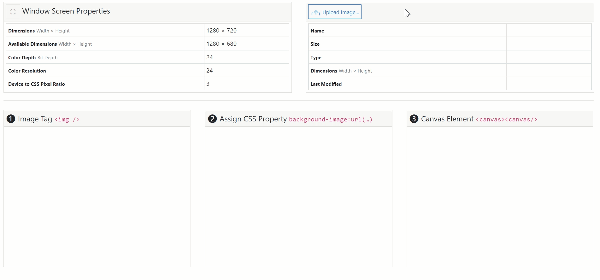 Window Screen Properties
Dimensions Width × Height 1280 × 720
Available Dimensions Width × Height 1280 × 680
Color Depth 24
Color Resolution 24
Device to CSS Pixel Ratio 3
Upload Image
Name
Size
Type
Dimensions Width × Height
Last Modified
1 Image Tag <img />
2 Assign CSS Property background-image:url(…)
3 Canvas Element <canvas><canvas/>